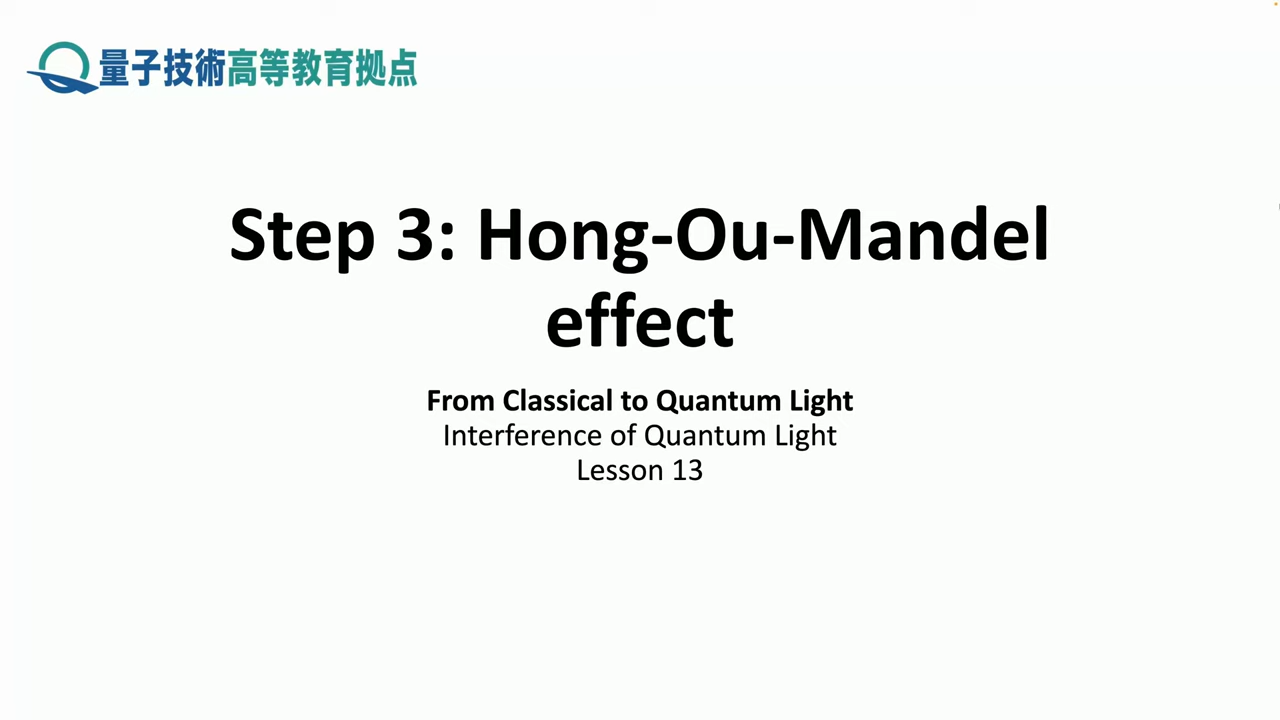 量子技術高等教育拠点
Step 3: Hong-Ou-Mandel
effect
From Classical to Quantum Light
Interference of Quantum Light
Lesson 13